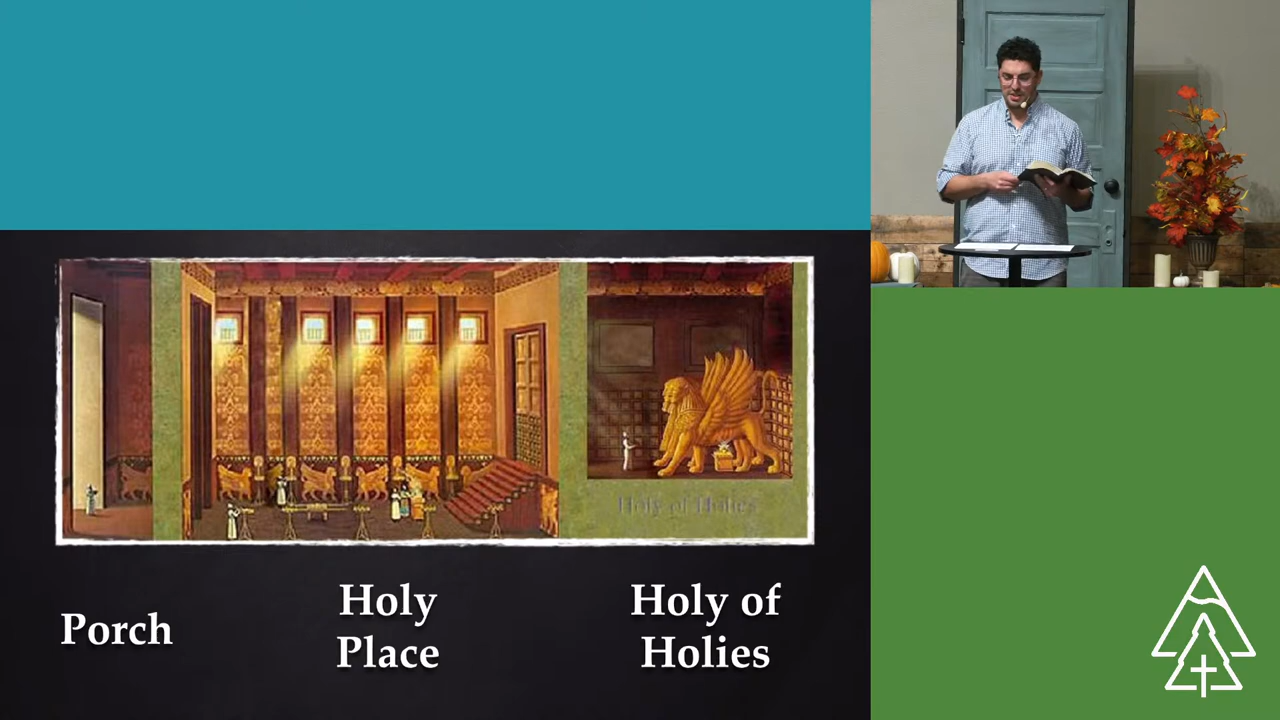 Holy of Holies
Porch
Holy
Place
Holy of
Holies